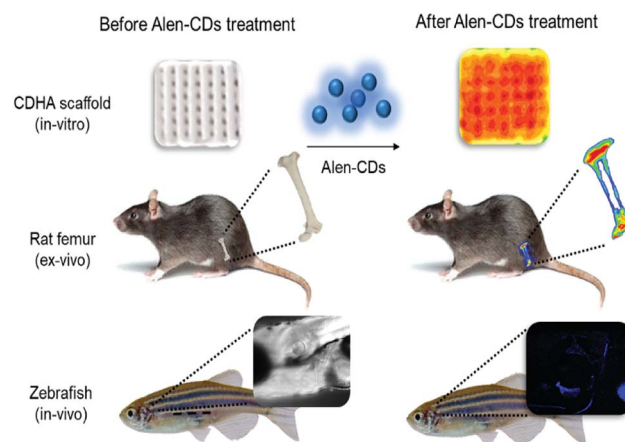 Before Alen-CDs treatment
After Alen-CDs treatment
CDHA scaffold
(in-vitro)
Alen-CDs
Rat femur
(ex-vivo)
Zebrafish
(in-vivo)